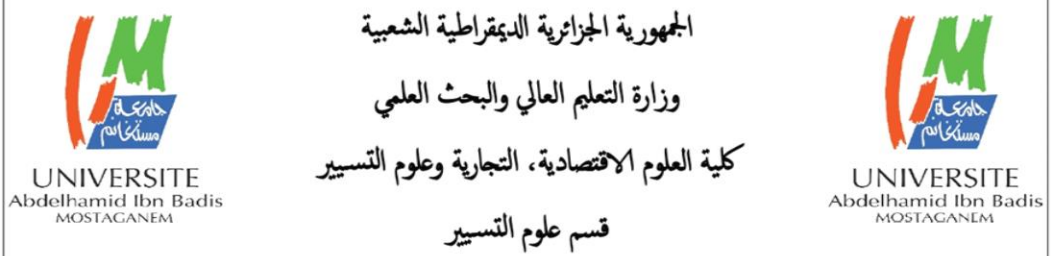 الجمهورية الجزائرية الديمقراطية الشعبية
وزارة التعليم العالي والبحث العلمي
كلية العلوم الاقتصادية، التجارية وعلوم التسيير
قسم علوم التسيير
جامعة
مستغانم
UNIVERSITE
Abdelhamid Ibn Badis
MOSTAGANEM
جامعة
مستغانم
UNIVERSITE
Abdelhamid Ibn Badis
MOSTAGANEM